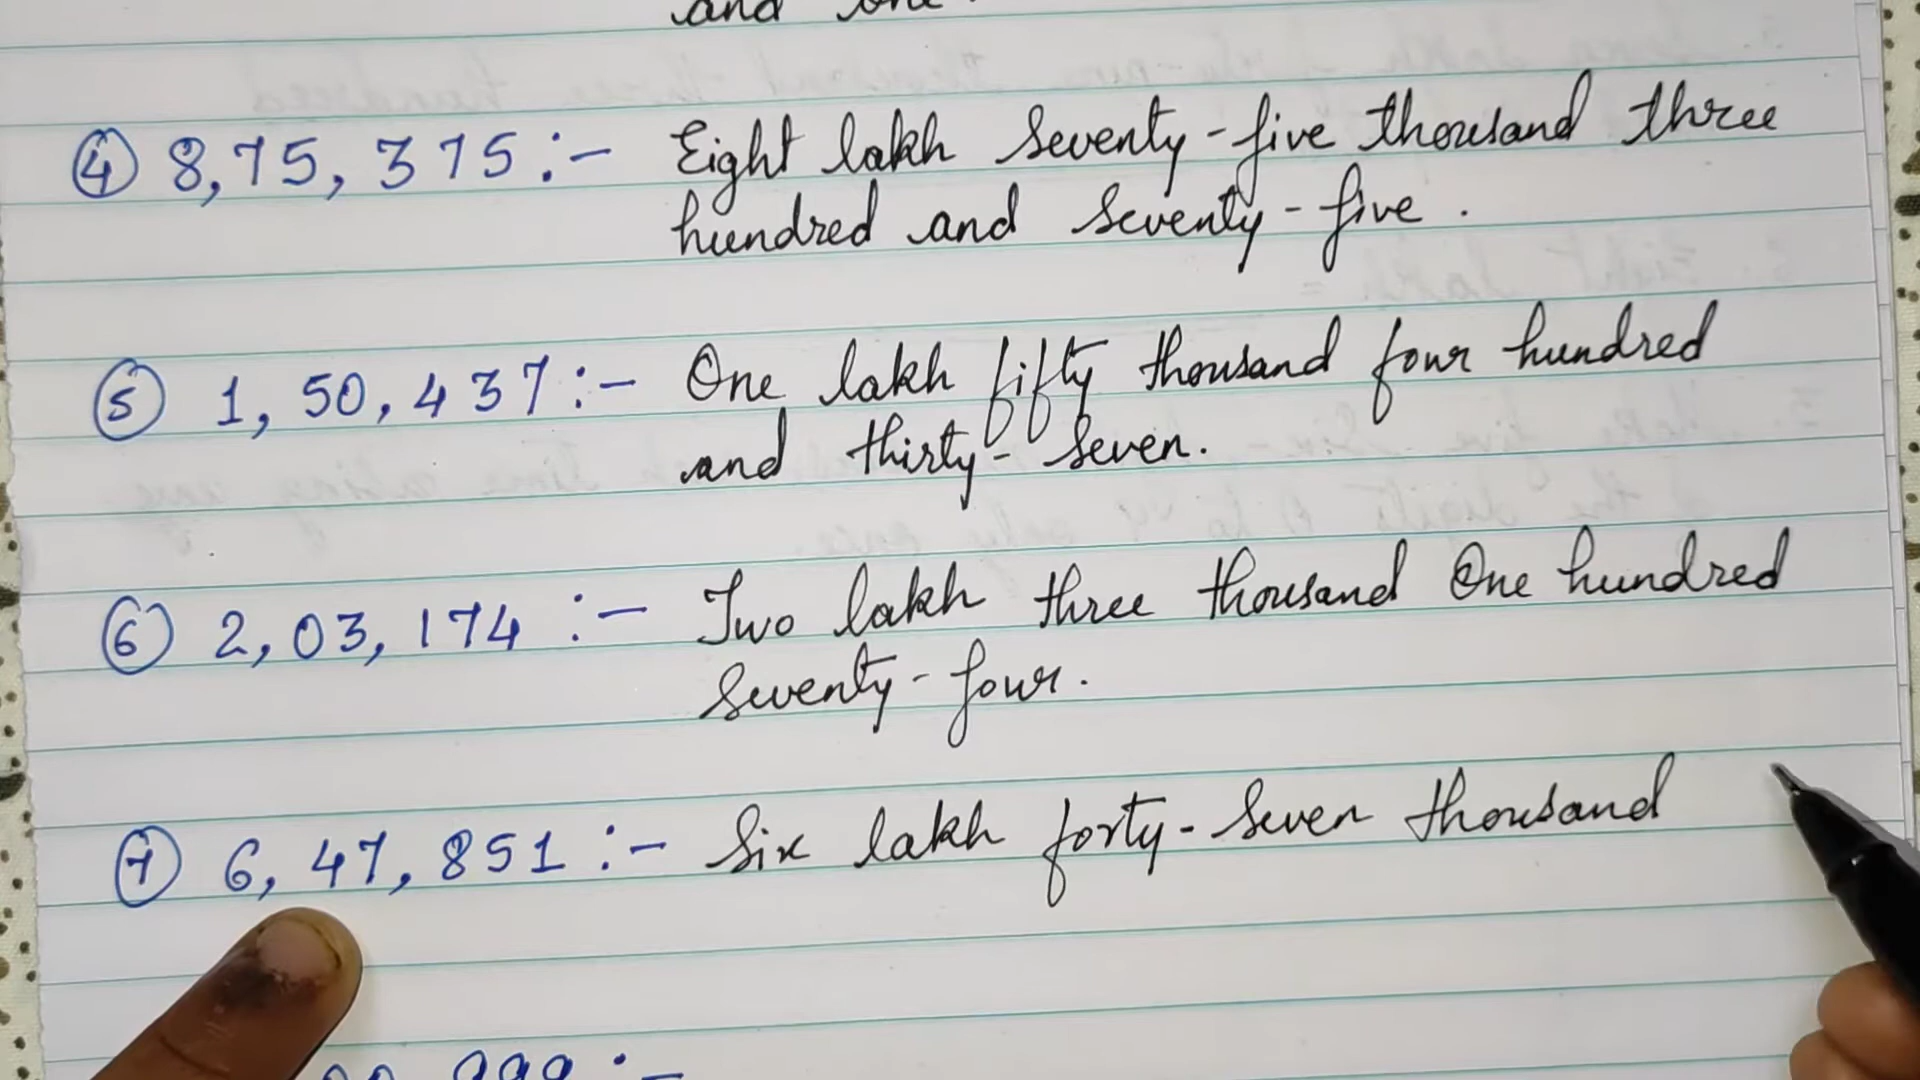 and one
④ 8,75,375:- Eight lakh seventy-five thousand three
hundred and seventy-five.
⑤ 1,50,437:- One lakh fifty thousand four hundred
and thirty-seven.
⑥ 2,03,174:- Two lakh three thousand One hundred
seventy-four.
⑦ 6,47,851:- Six lakh forty-seven thousand